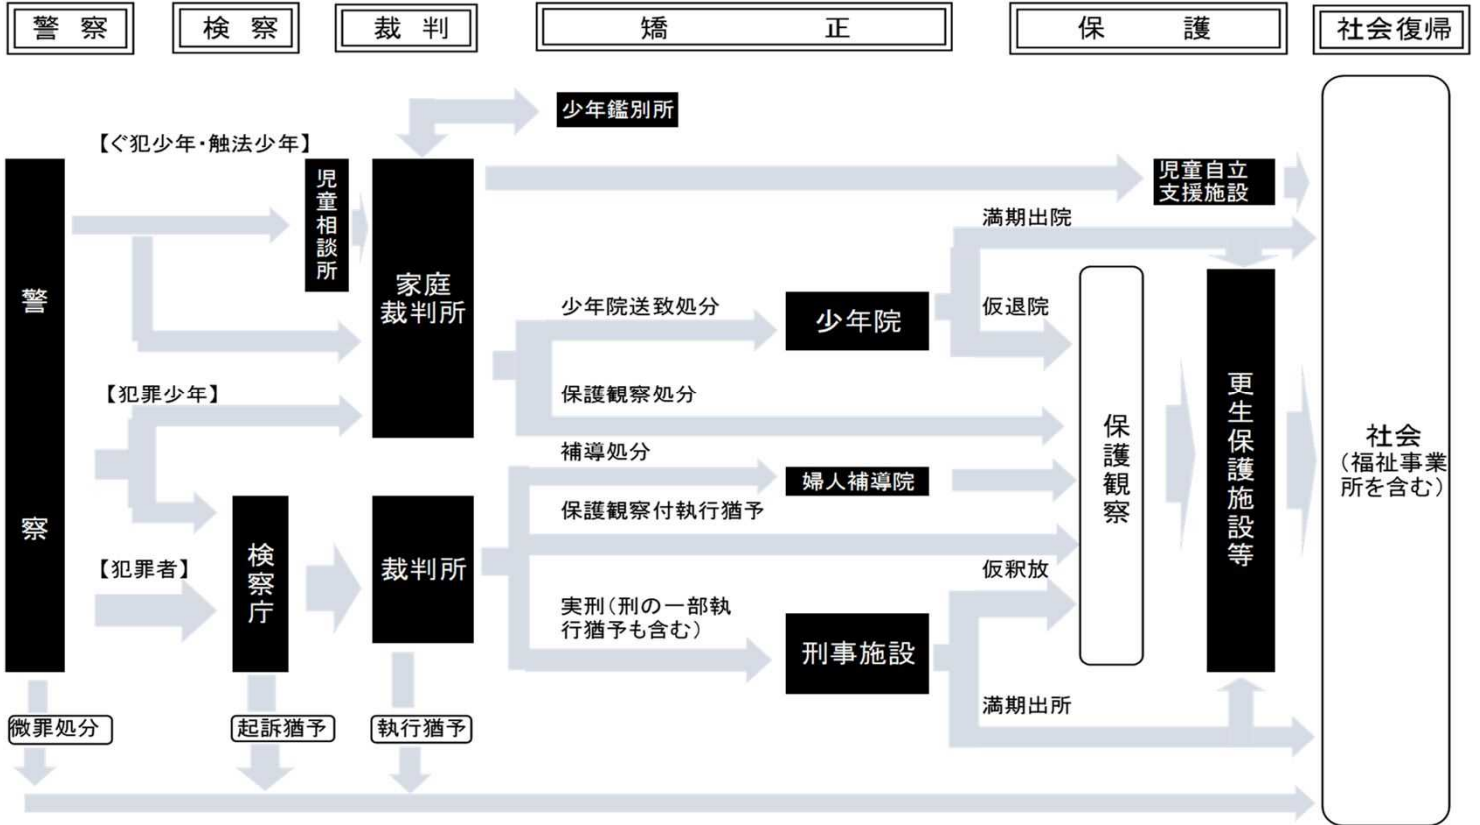 警 察
検 察
裁 判
矯 正
保 護
社会復帰
少年鑑別所
【ぐ犯少年・触法少年】
児童相談所
児童自立
支援施設
満期出院
警 察
家庭
裁判所
少年院送致処分
少年院
仮退院
【犯罪少年】
保護観察処分
保護観察
更生保護施設等
社会
（福祉事業
所を含む）
補導処分
婦人補導院
保護観察付執行猶予
【犯罪者】
検察庁
裁判所
仮釈放
実刑（刑の一部執
行猶予も含む）
刑事施設
満期出所
微罪処分
起訴猶予
執行猶予